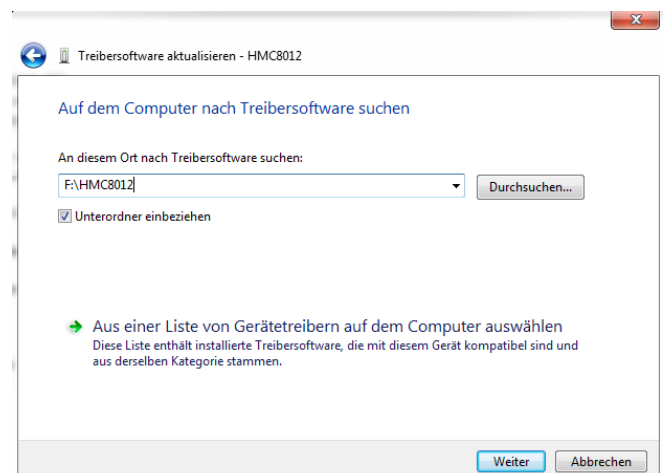 Treibersoftware aktualisieren - HMC8012
Auf dem Computer nach Treibersoftware suchen
An diesem Ort nach Treibersoftware suchen:
F:\HMC8012
Durchsuchen...
Unterordner einbeziehen
Aus einer Liste von Gerätetreibern auf dem Computer auswählen
Diese Liste enthält installierte Treibersoftware, die mit diesem Gerät kompatibel sind und
aus derselben Kategorie stammen.
Weiter
Abbrechen